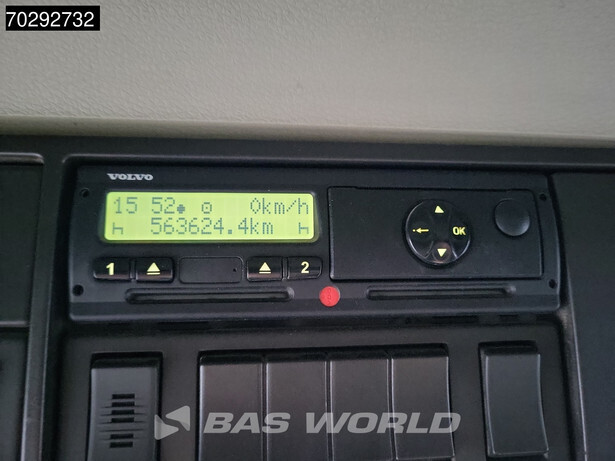 70292732
VOLVO
15 52 0km/h
563624.4km
1 2
OK
BAS WORLD